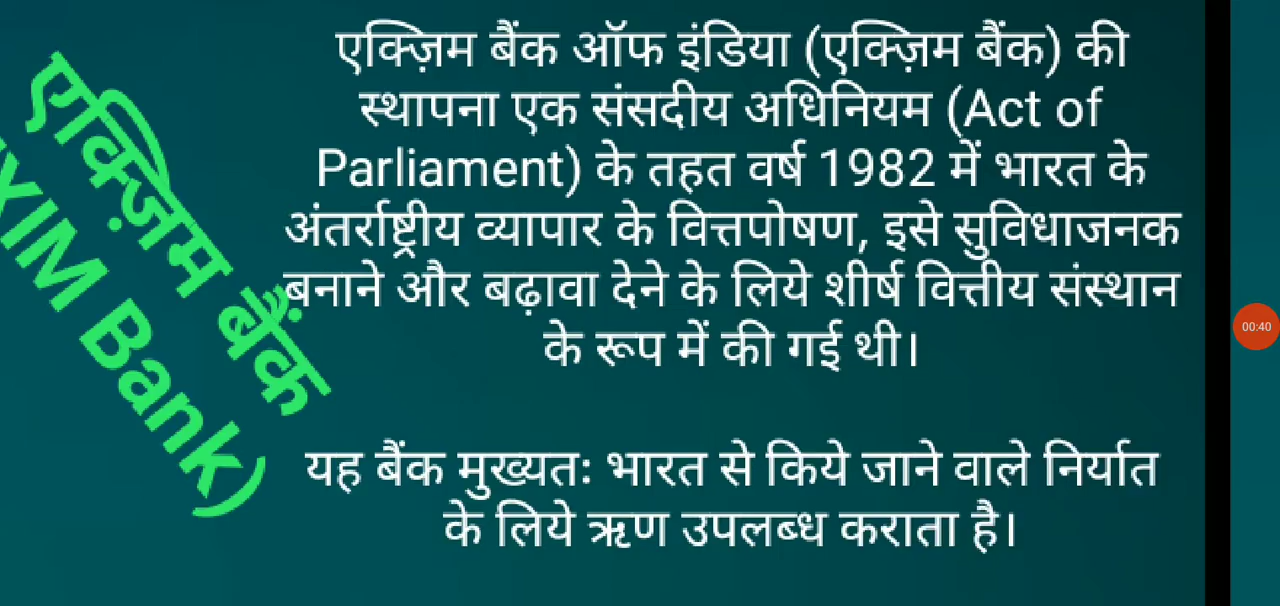 एक्ज़िम बैंक
XIM Bank)
एक्ज़िम बैंक ऑफ इंडिया (एक्ज़िम बैंक) की
स्थापना एक संसदीय अधिनियम (Act of
Parliament) के तहत वर्ष 1982 में भारत के
अंतर्राष्ट्रीय व्यापार के वित्तपोषण, इसे सुविधाजनक
बनाने और बढ़ावा देने के लिये शीर्ष वित्तीय संस्थान
के रूप में की गई थी।
यह बैंक मुख्यतः भारत से किये जाने वाले निर्यात
के लिये ऋण उपलब्ध कराता है।
00:40